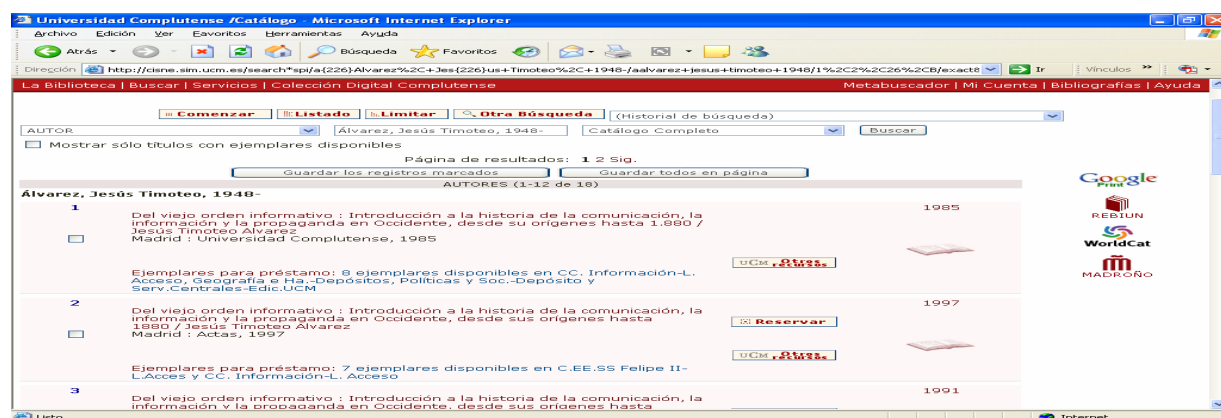 Universidad Complutense /Catálogo - Microsoft Internet Explorer
Archivo Edición Ver Favoritos Herramientas Ayuda
Atrás Búsqueda Favoritos
Dirección http://cisne.sim.ucm.es/search*spi/a{226}Alvarez%2C+Jes{226}us+Timoteo%2C+1948-/aalvarez+jesus+timoteo+1948/1%2C2%2C26%2CB/exact& Ir Vínculos »
La Biblioteca | Buscar | Servicios | Colección Digital Complutense Metabuscador | Mi Cuenta | Bibliografías | Ayuda
Comenzar Listado Limitar Otra Búsqueda (Historial de búsqueda)
AUTOR Álvarez, Jesús Timoteo, 1948- Catálogo Completo Buscar
Mostrar sólo títulos con ejemplares disponibles
Página de resultados: 1 2 Sig.
Guardar los registros marcados Guardar todos en página
AUTORES (1-12 de 18)
Álvarez, Jesús Timoteo, 1948-
1 1985
Del viejo orden informativo : Introducción a la historia de la comunicación, la
información y la propaganda en Occidente, desde su orígenes hasta 1.880 /
Jesús Timoteo Alvarez
Madrid : Universidad Complutense, 1985
UCM Otros recursos
Ejemplares para préstamo: 8 ejemplares disponibles en CC. Información-L.
Acceso, Geografía e Ha.-Depósitos, Políticas y Soc.-Depósito y
Serv.Centrales-Edic.UCM
2 1997
Del viejo orden informativo : Introducción a la historia de la comunicación, la
información y la propaganda en Occidente, desde sus orígenes hasta
1880 / Jesús Timoteo Álvarez
Madrid : Actas, 1997
Reservar
UCM Otros recursos
Ejemplares para préstamo: 7 ejemplares disponibles en C.EE.SS Felipe II-
L.Acces y CC. Información-L. Acceso
3 1991
Del viejo orden informativo : Introducción a la historia de la comunicación, la
información y la propaganda en Occidente, desde sus orígenes hasta
Google
Print
REBIUN
WorldCat
MADROÑO
Listo Internet